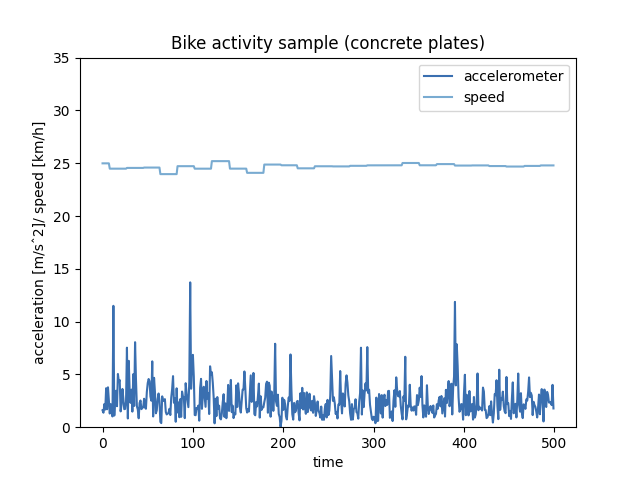 Bike activity sample (concrete plates)
accelerometer
speed
acceleration [m/sˆ2]/ speed [km/h]
35
30
25
20
15
10
5
0
0 100 200 300 400 500
time